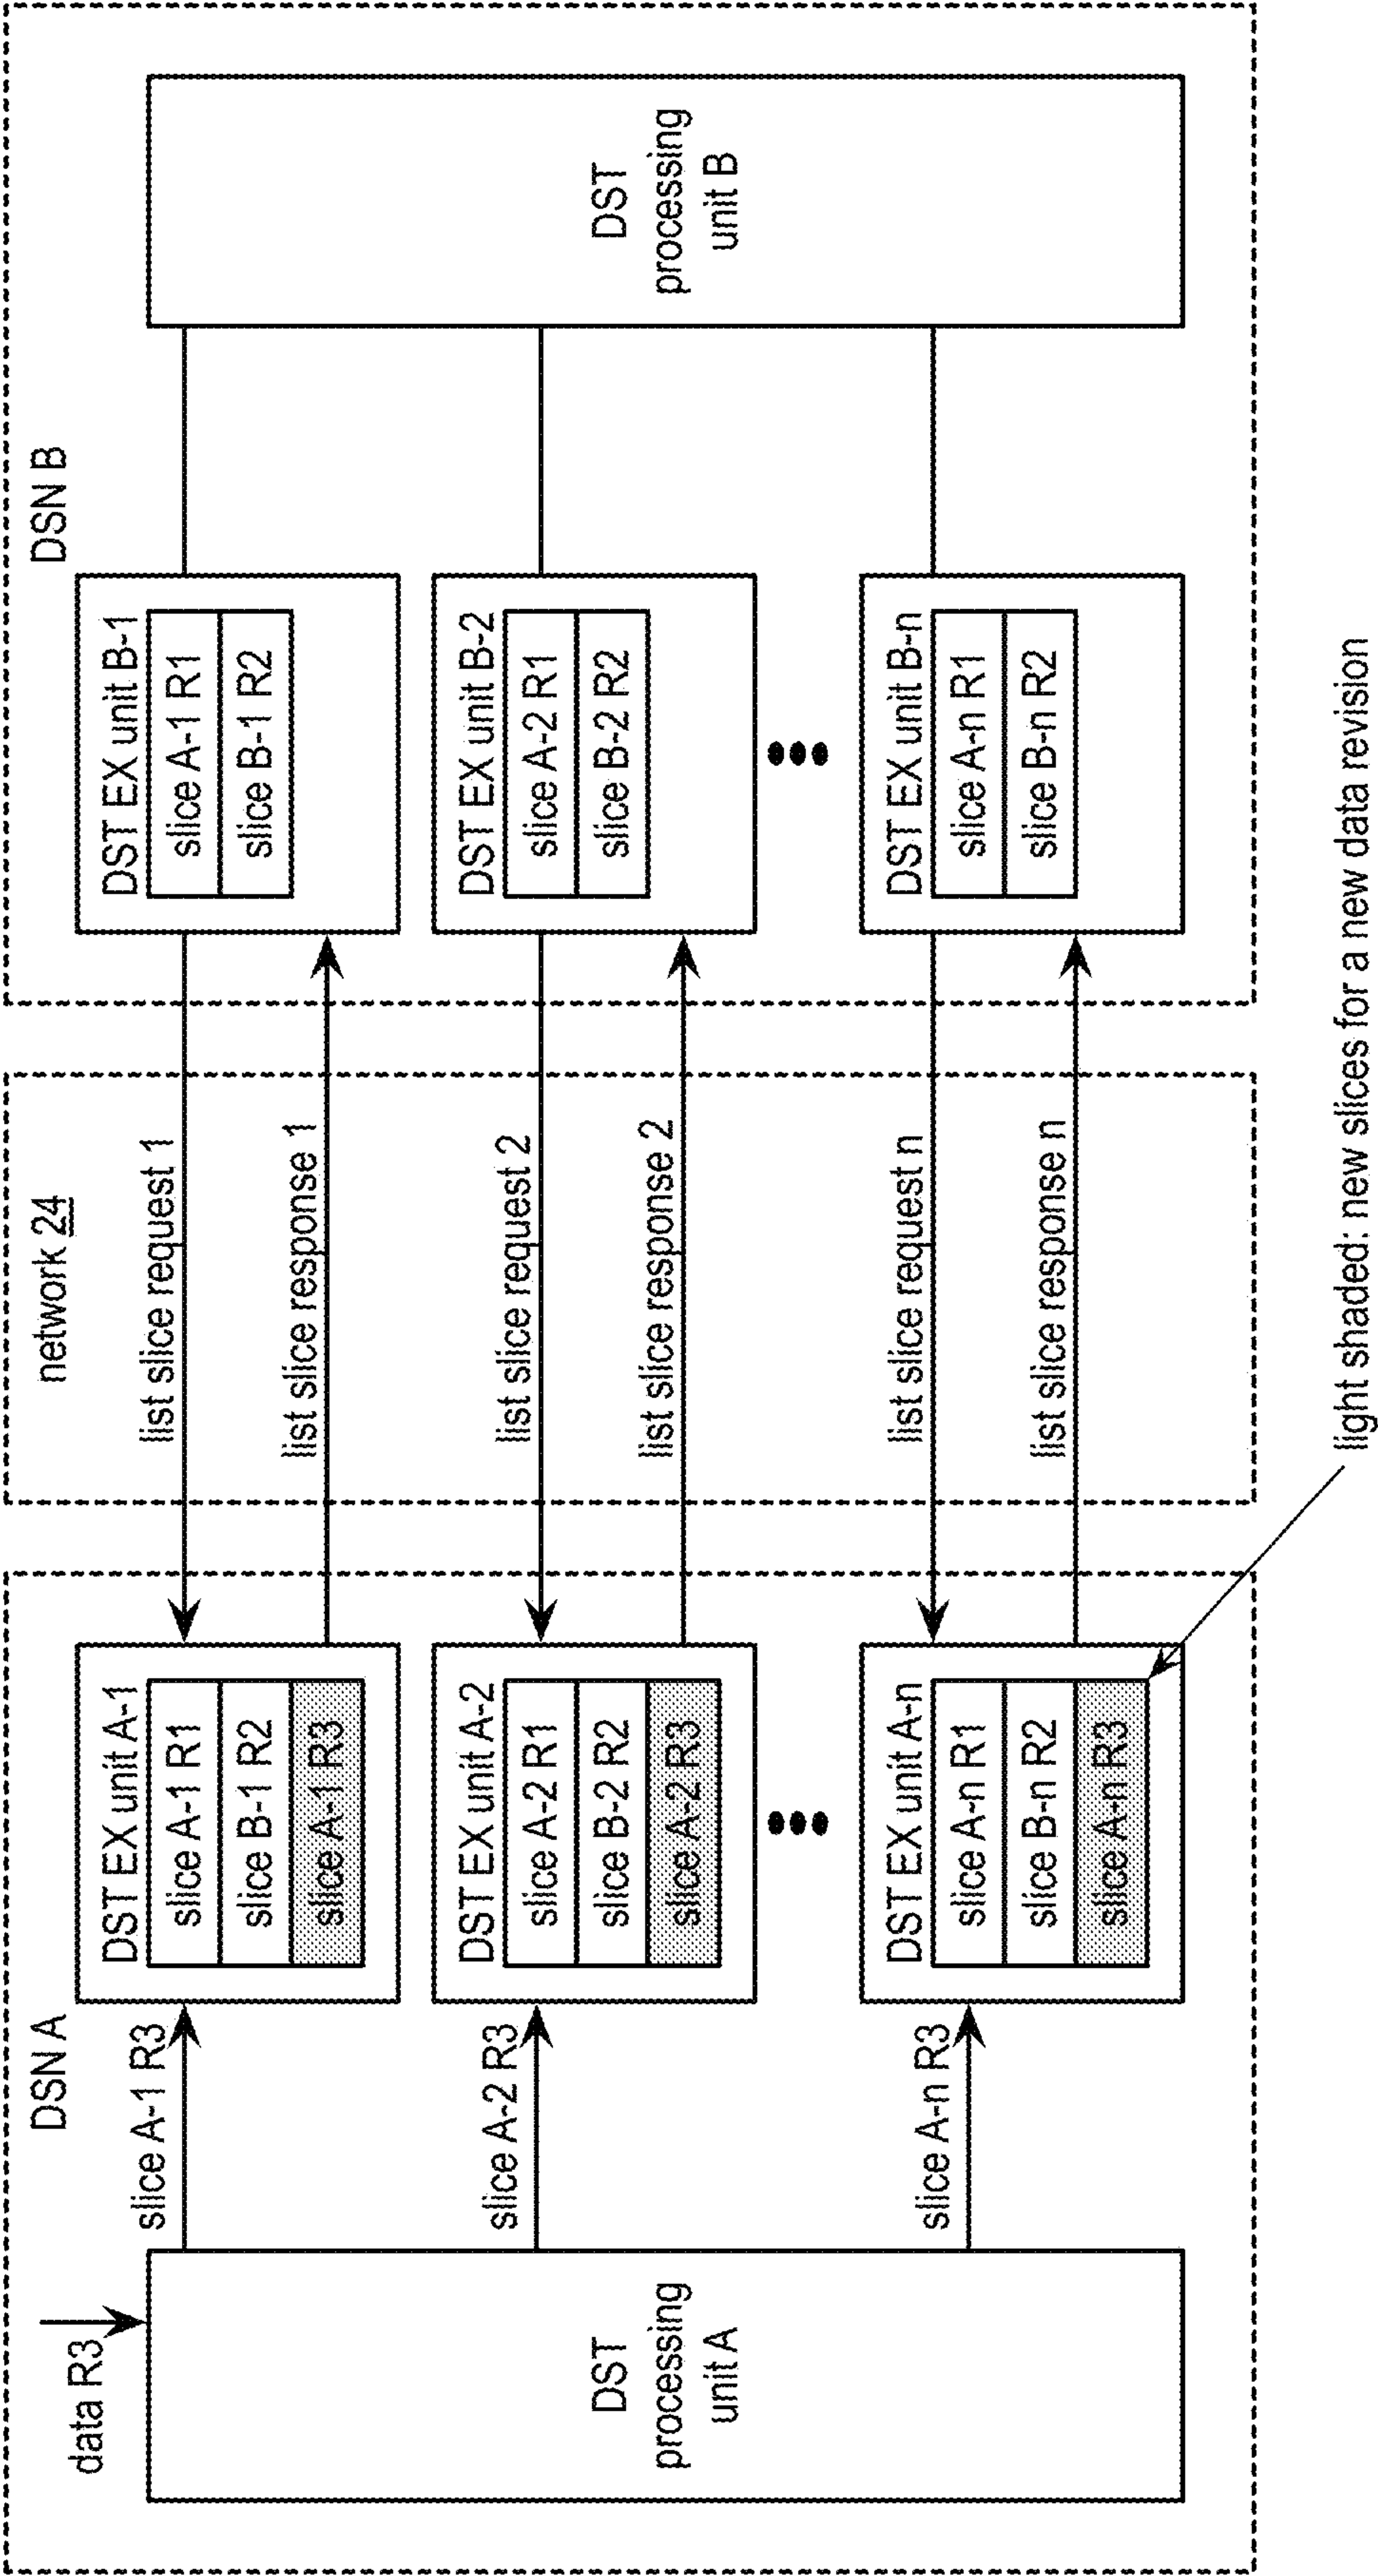 DSN A
network 24
DSN B
data R3
DST
processing
unit A
slice A-1 R3
DST EX unit A-1
slice A-1 R1
slice B-1 R2
slice A-1 R3
list slice request 1
list slice response 1
DST EX unit B-1
slice A-1 R1
slice B-1 R2
slice A-2 R3
DST EX unit A-2
slice A-2 R1
slice B-2 R2
slice A-2 R3
list slice request 2
list slice response 2
DST EX unit B-2
slice A-2 R1
slice B-2 R2
slice A-n R3
DST EX unit A-n
slice A-n R1
slice B-n R2
slice A-n R3
list slice request n
list slice response n
DST EX unit B-n
slice A-n R1
slice B-n R2
DST
processing
unit B
light shaded: new slices for a new data revision